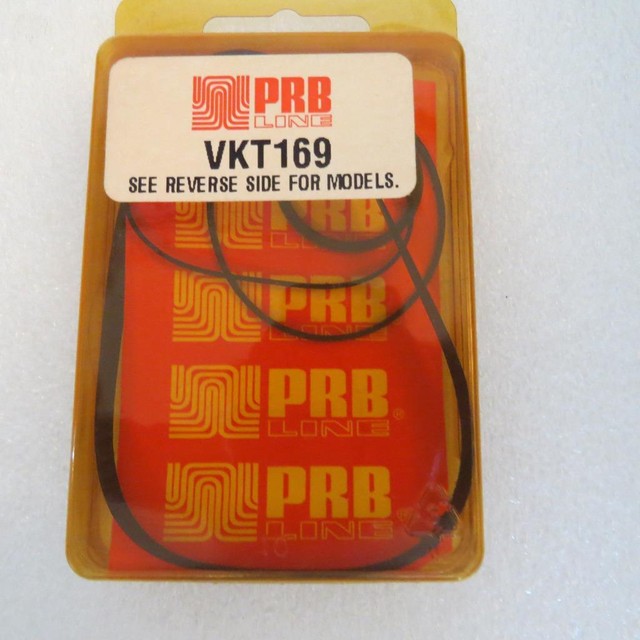 PRB
LINE
VKT169
SEE REVERSE SIDE FOR MODELS.
PRB
LINE
PRB
LINE
PRB®
LINE
PRB
LINE